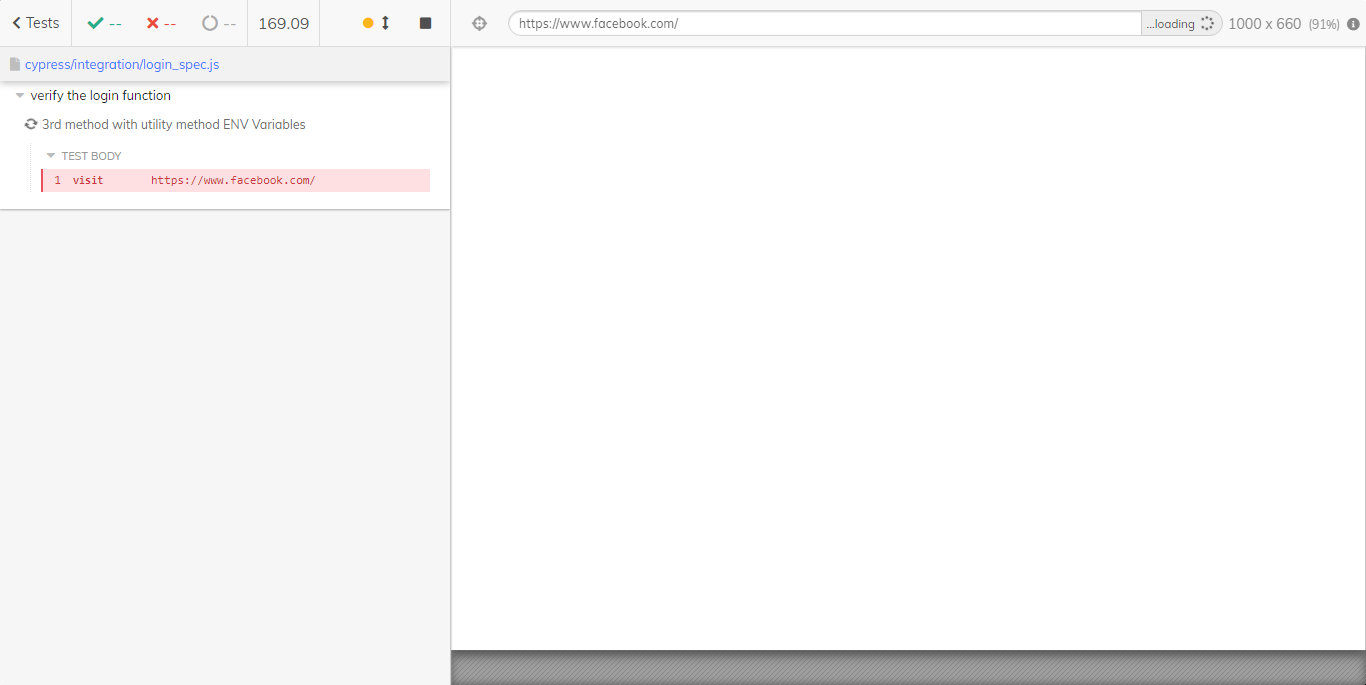 Tests -- -- -- 169.09
https://www.facebook.com/ ...loading 1000 x 660 (91%)
cypress/integration/login_spec.js
verify the login function
3rd method with utility method ENV Variables
TEST BODY
1 visit https://www.facebook.com/